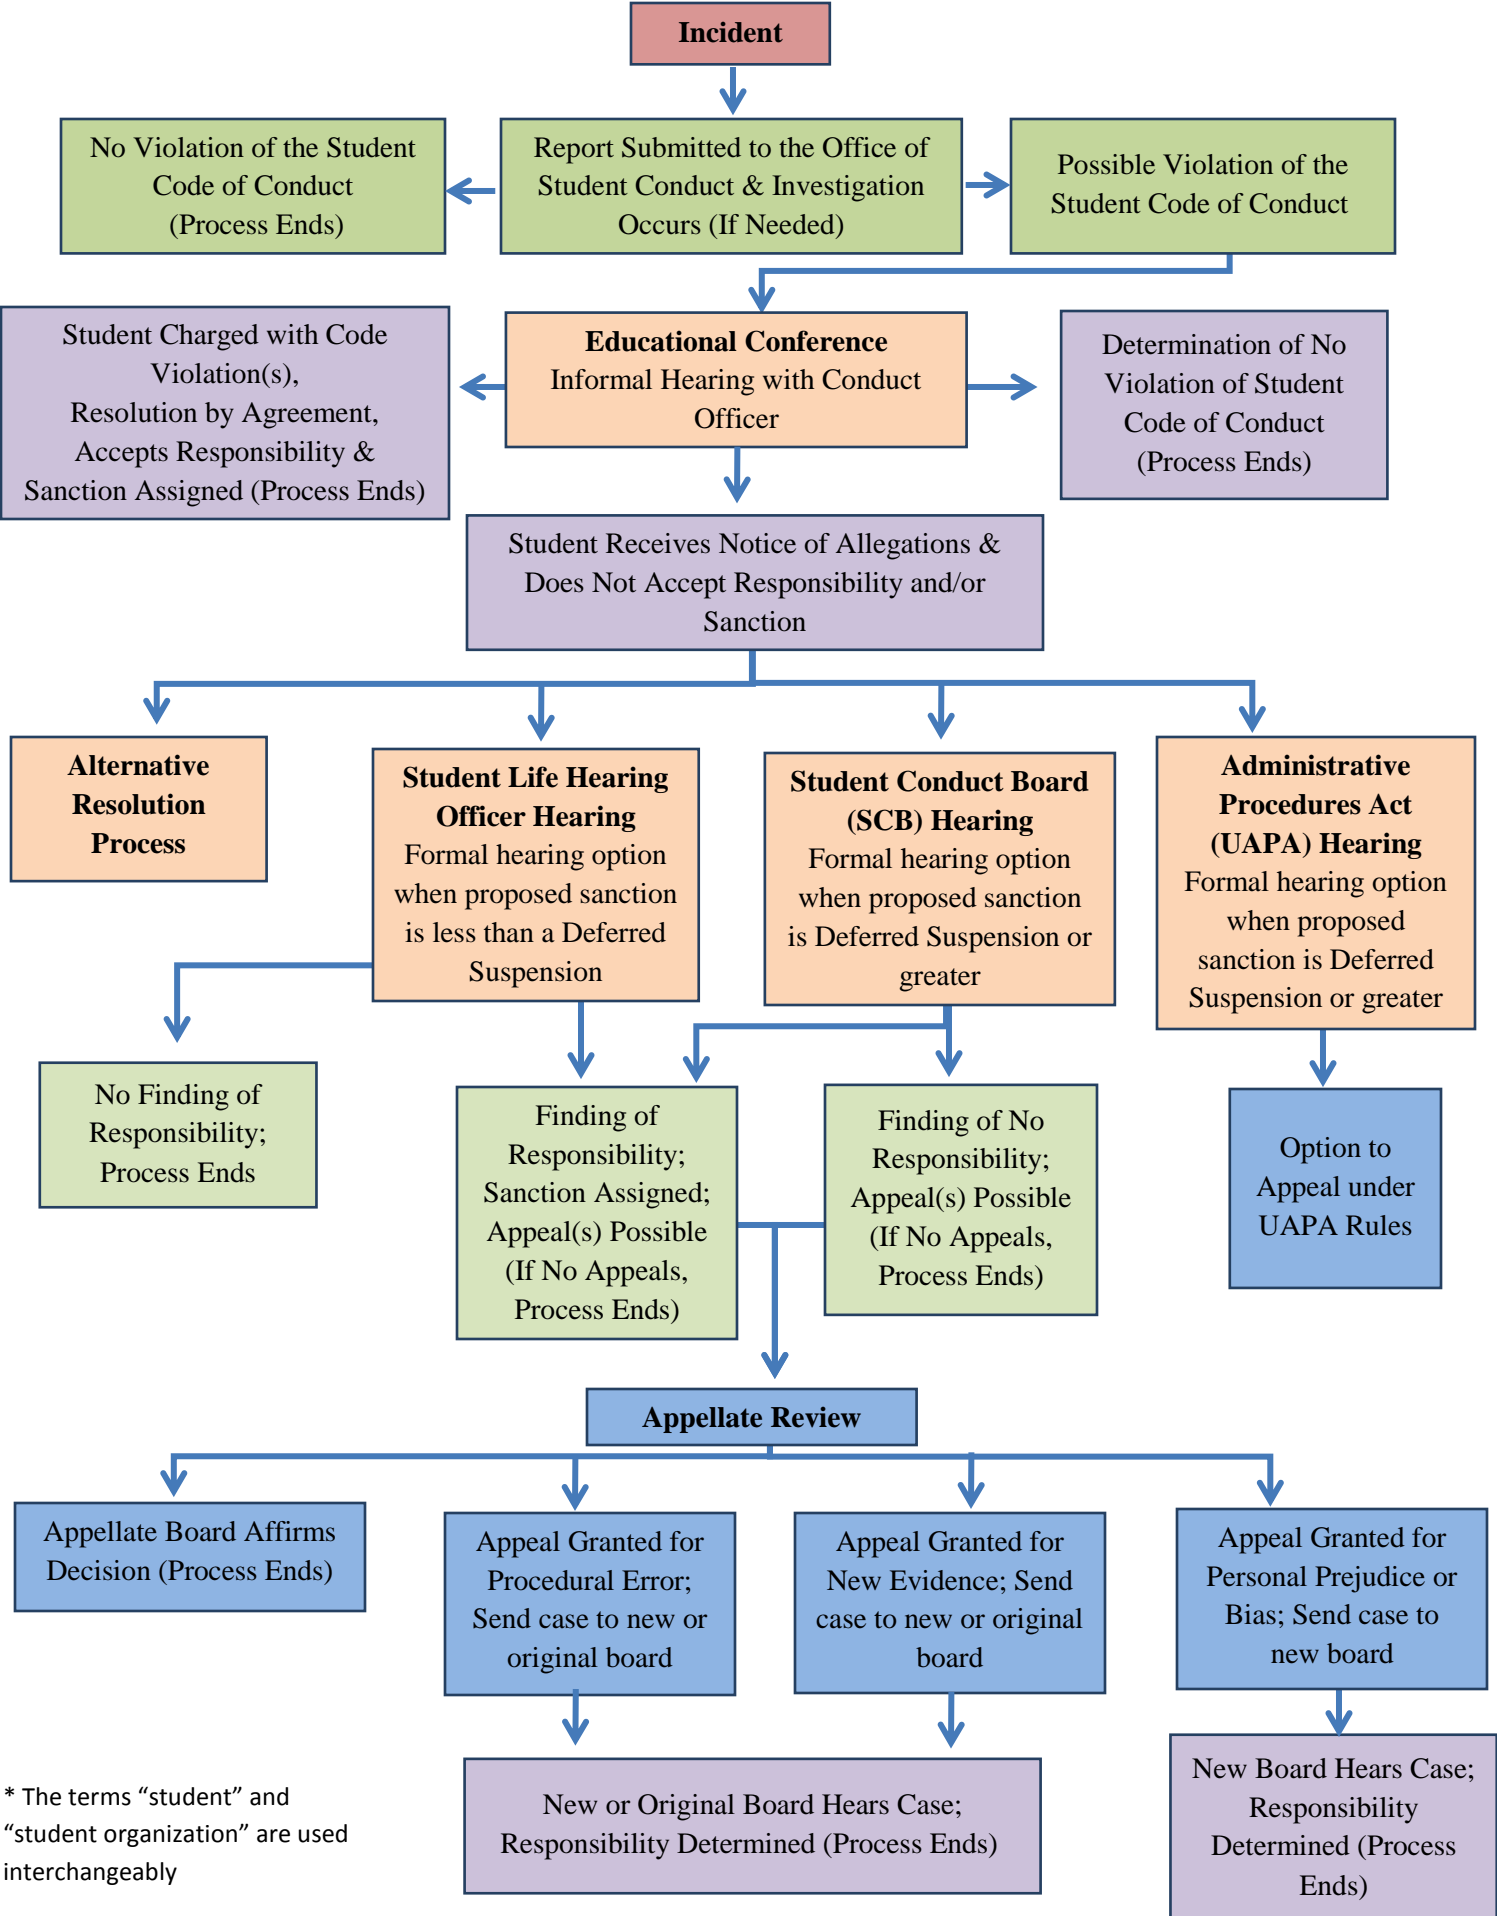 Incident
No Violation of the Student
Code of Conduct
(Process Ends)
Report Submitted to the Office of
Student Conduct & Investigation
Occurs (If Needed)
Possible Violation of the
Student Code of Conduct
Student Charged with Code
Violation(s),
Resolution by Agreement,
Accepts Responsibility &
Sanction Assigned (Process Ends)
Educational Conference
Informal Hearing with Conduct
Officer
Determination of No
Violation of Student
Code of Conduct
(Process Ends)
Student Receives Notice of Allegations &
Does Not Accept Responsibility and/or
Sanction
Alternative
Resolution
Process
Student Life Hearing
Officer Hearing
Formal hearing option
when proposed sanction
is less than a Deferred
Suspension
Student Conduct Board
(SCB) Hearing
Formal hearing option
when proposed sanction
is Deferred Suspension or
greater
Administrative
Procedures Act
(UAPA) Hearing
Formal hearing option
when proposed
sanction is Deferred
Suspension or greater
No Finding of
Responsibility;
Process Ends
Finding of
Responsibility;
Sanction Assigned;
Appeal(s) Possible
(If No Appeals,
Process Ends)
Finding of No
Responsibility;
Appeal(s) Possible
(If No Appeals,
Process Ends)
Option to
Appeal under
UAPA Rules
Appellate Review
Appellate Board Affirms
Decision (Process Ends)
Appeal Granted for
Procedural Error;
Send case to new or
original board
Appeal Granted for
New Evidence; Send
case to new or original
board
Appeal Granted for
Personal Prejudice or
Bias; Send case to
new board
New or Original Board Hears Case;
Responsibility Determined (Process Ends)
New Board Hears Case;
Responsibility
Determined (Process
Ends)
* The terms “student” and
“student organization” are used
interchangeably